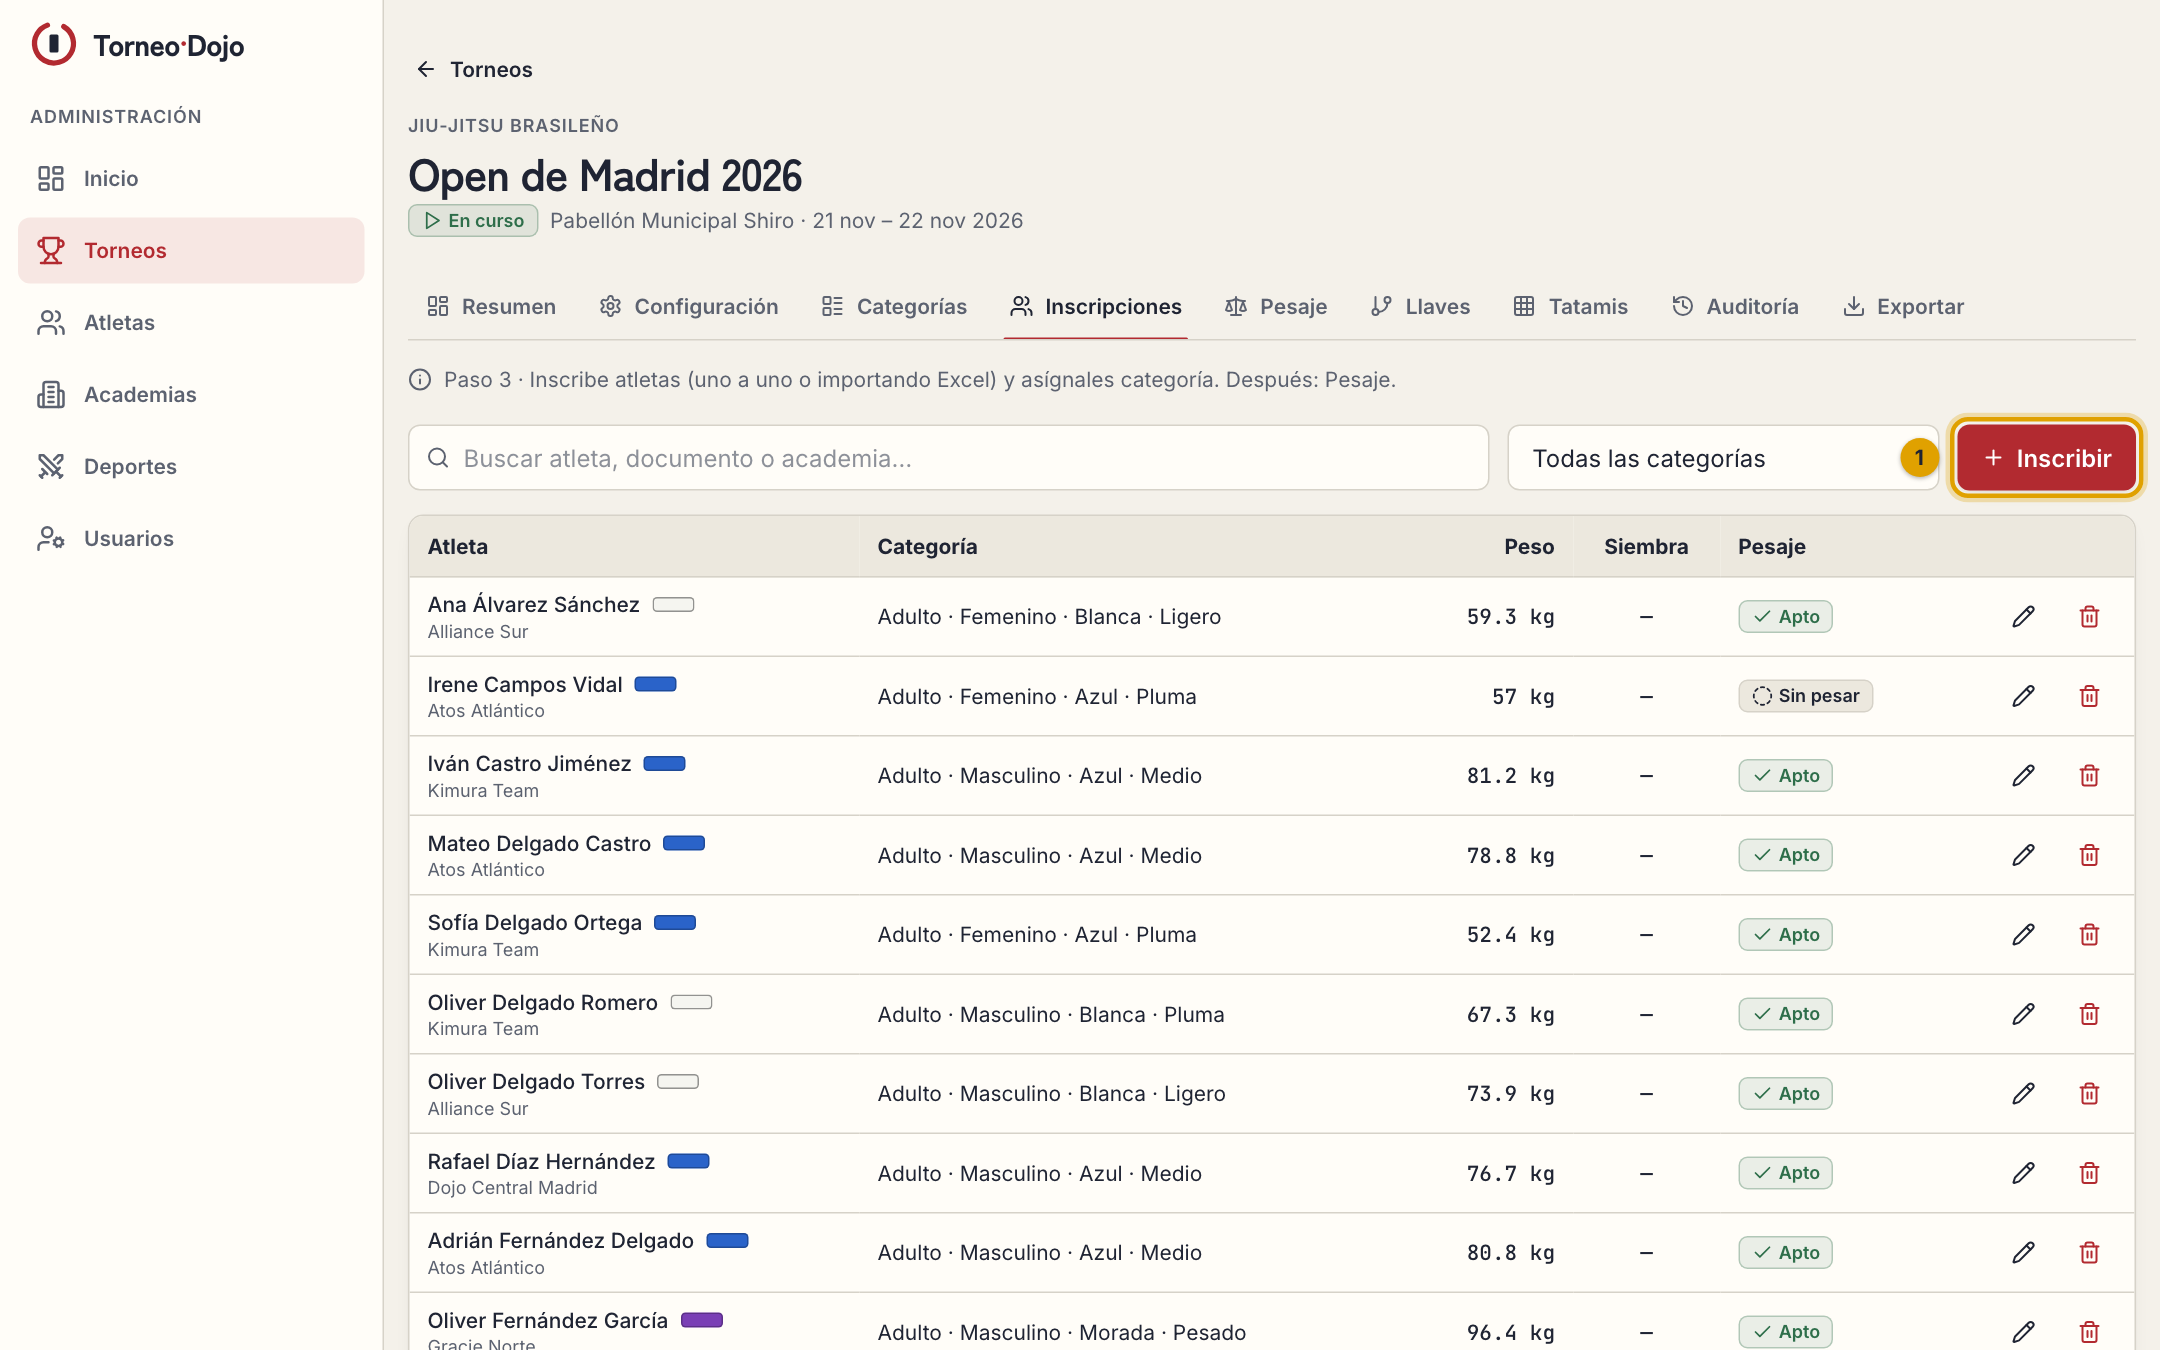 Torneo·Dojo
ADMINISTRACIÓN
Inicio
Torneos
Atletas
Academias
Deportes
Usuarios
Torneos
JIU-JITSU BRASILEÑO
Open de Madrid 2026
En curso Pabellón Municipal Shiro · 21 nov – 22 nov 2026
Resumen Configuración Categorías Inscripciones Pesaje Llaves Tatamis Auditoría Exportar
Paso 3 · Inscribe atletas (uno a uno o importando Excel) y asígnales categoría. Después: Pesaje.
Buscar atleta, documento o academia... Todas las categorías 1 + Inscribir
Atleta Categoría Peso Siembra Pesaje
Ana Álvarez Sánchez
Alliance Sur
Adulto · Femenino · Blanca · Ligero 59.3 kg – Apto
Irene Campos Vidal
Atos Atlántico
Adulto · Femenino · Azul · Pluma 57 kg – Sin pesar
Iván Castro Jiménez
Kimura Team
Adulto · Masculino · Azul · Medio 81.2 kg – Apto
Mateo Delgado Castro
Atos Atlántico
Adulto · Masculino · Azul · Medio 78.8 kg – Apto
Sofía Delgado Ortega
Kimura Team
Adulto · Femenino · Azul · Pluma 52.4 kg – Apto
Oliver Delgado Romero
Kimura Team
Adulto · Masculino · Blanca · Pluma 67.3 kg – Apto
Oliver Delgado Torres
Alliance Sur
Adulto · Masculino · Blanca · Ligero 73.9 kg – Apto
Rafael Díaz Hernández
Dojo Central Madrid
Adulto · Masculino · Azul · Medio 76.7 kg – Apto
Adrián Fernández Delgado
Atos Atlántico
Adulto · Masculino · Azul · Medio 80.8 kg – Apto
Oliver Fernández García
Gracie Norte
Adulto · Masculino · Morada · Pesado 96.4 kg – Apto